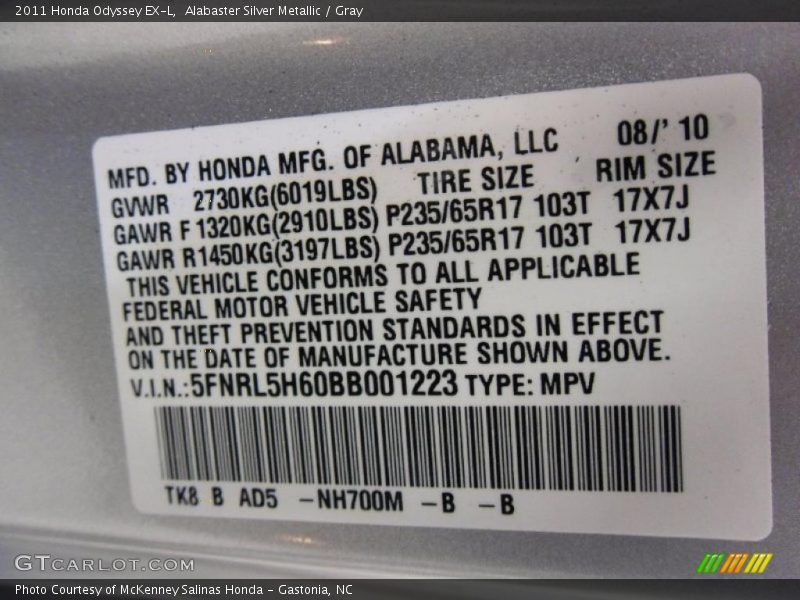 2011 Honda Odyssey EX-L, Alabaster Silver Metallic / Gray
MFD. BY HONDA MFG. OF ALABAMA, LLC 08/' 10
GVWR 2730KG(6019LBS) TIRE SIZE RIM SIZE
GAWR F 1320KG(2910LBS) P235/65R17 103T 17X7J
GAWR R1450KG(3197LBS) P235/65R17 103T 17X7J
THIS VEHICLE CONFORMS TO ALL APPLICABLE
FEDERAL MOTOR VEHICLE SAFETY
AND THEFT PREVENTION STANDARDS IN EFFECT
ON THE DATE OF MANUFACTURE SHOWN ABOVE.
V.I.N.:5FNRL5H60BB001223 TYPE: MPV
TK8 B AD5 -NH700M -B -B
GTCARLOT.COM
Photo Courtesy of McKenney Salinas Honda - Gastonia, NC